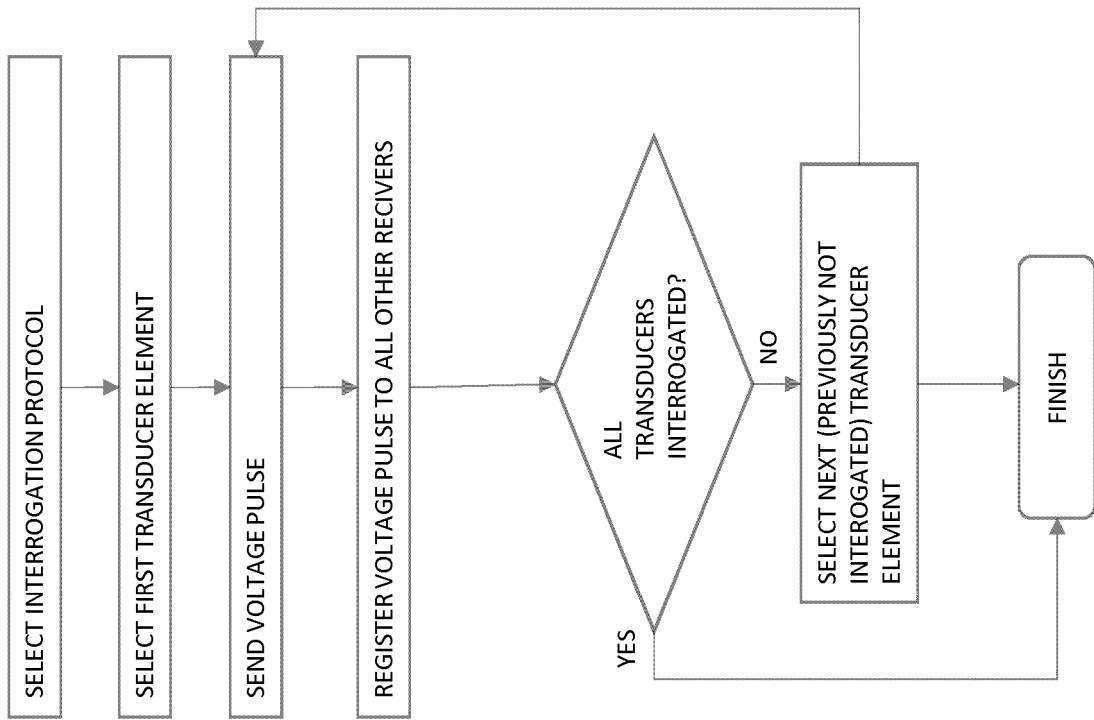 SELECT INTERROGATION PROTOCOL
SELECT FIRST TRANSDUCER ELEMENT
SEND VOLTAGE PULSE
REGISTER VOLTAGE PULSE TO ALL OTHER RECIVERS
ALL
TRANSDUCERS
INTERROGATED?
YES
NO
SELECT NEXT (PREVIOUSLY NOT
INTEROGATED) TRANSDUCER
ELEMENT
FINISH